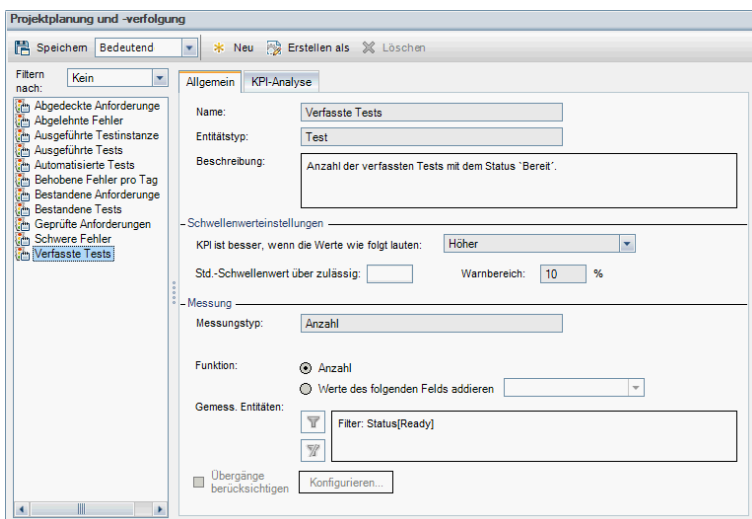 Projektplanung und -verfolgung
Speichern Bedeutend Neu Erstellen als Löschen
Filtern nach: Kein
Abgedeckte Anforderunge
Abgelehnte Fehler
Ausgeführte Testinstanze
Ausgeführte Tests
Automatisierte Tests
Behobene Fehler pro Tag
Bestandene Anforderunge
Bestandene Tests
Geprüfte Anforderungen
Schwere Fehler
Verfasste Tests
Allgemein KPI-Analyse
Name: Verfasste Tests
Entitätstyp: Test
Beschreibung: Anzahl der verfassten Tests mit dem Status `Bereit´.
Schwellenwerteinstellungen
KPI ist besser, wenn die Werte wie folgt lauten: Höher
Std.-Schwellenwert über zulässig: Warnbereich: 10 %
Messung
Messungstyp: Anzahl
Funktion: Anzahl
Werte des folgenden Felds addieren
Gemess. Entitäten: Filter: Status[Ready]
Übergänge berücksichtigen Konfigurieren...